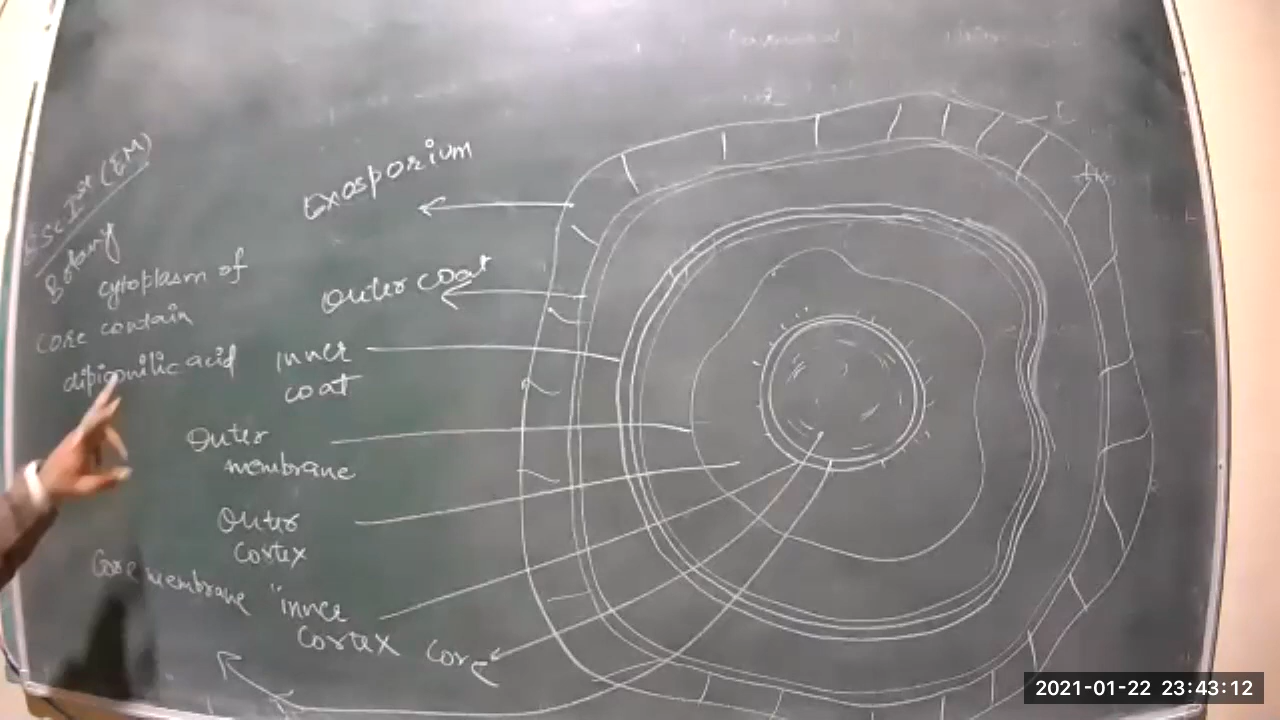 BSc Ist (EM)
Botany
cytoplasm of
core contain
dipiconilic acid
Exosporium
outer coat
inner
coat
Outer
membrane
Outer
Cortex
Core membrane
inner
Cortex
Core
2021-01-22 23:43:12